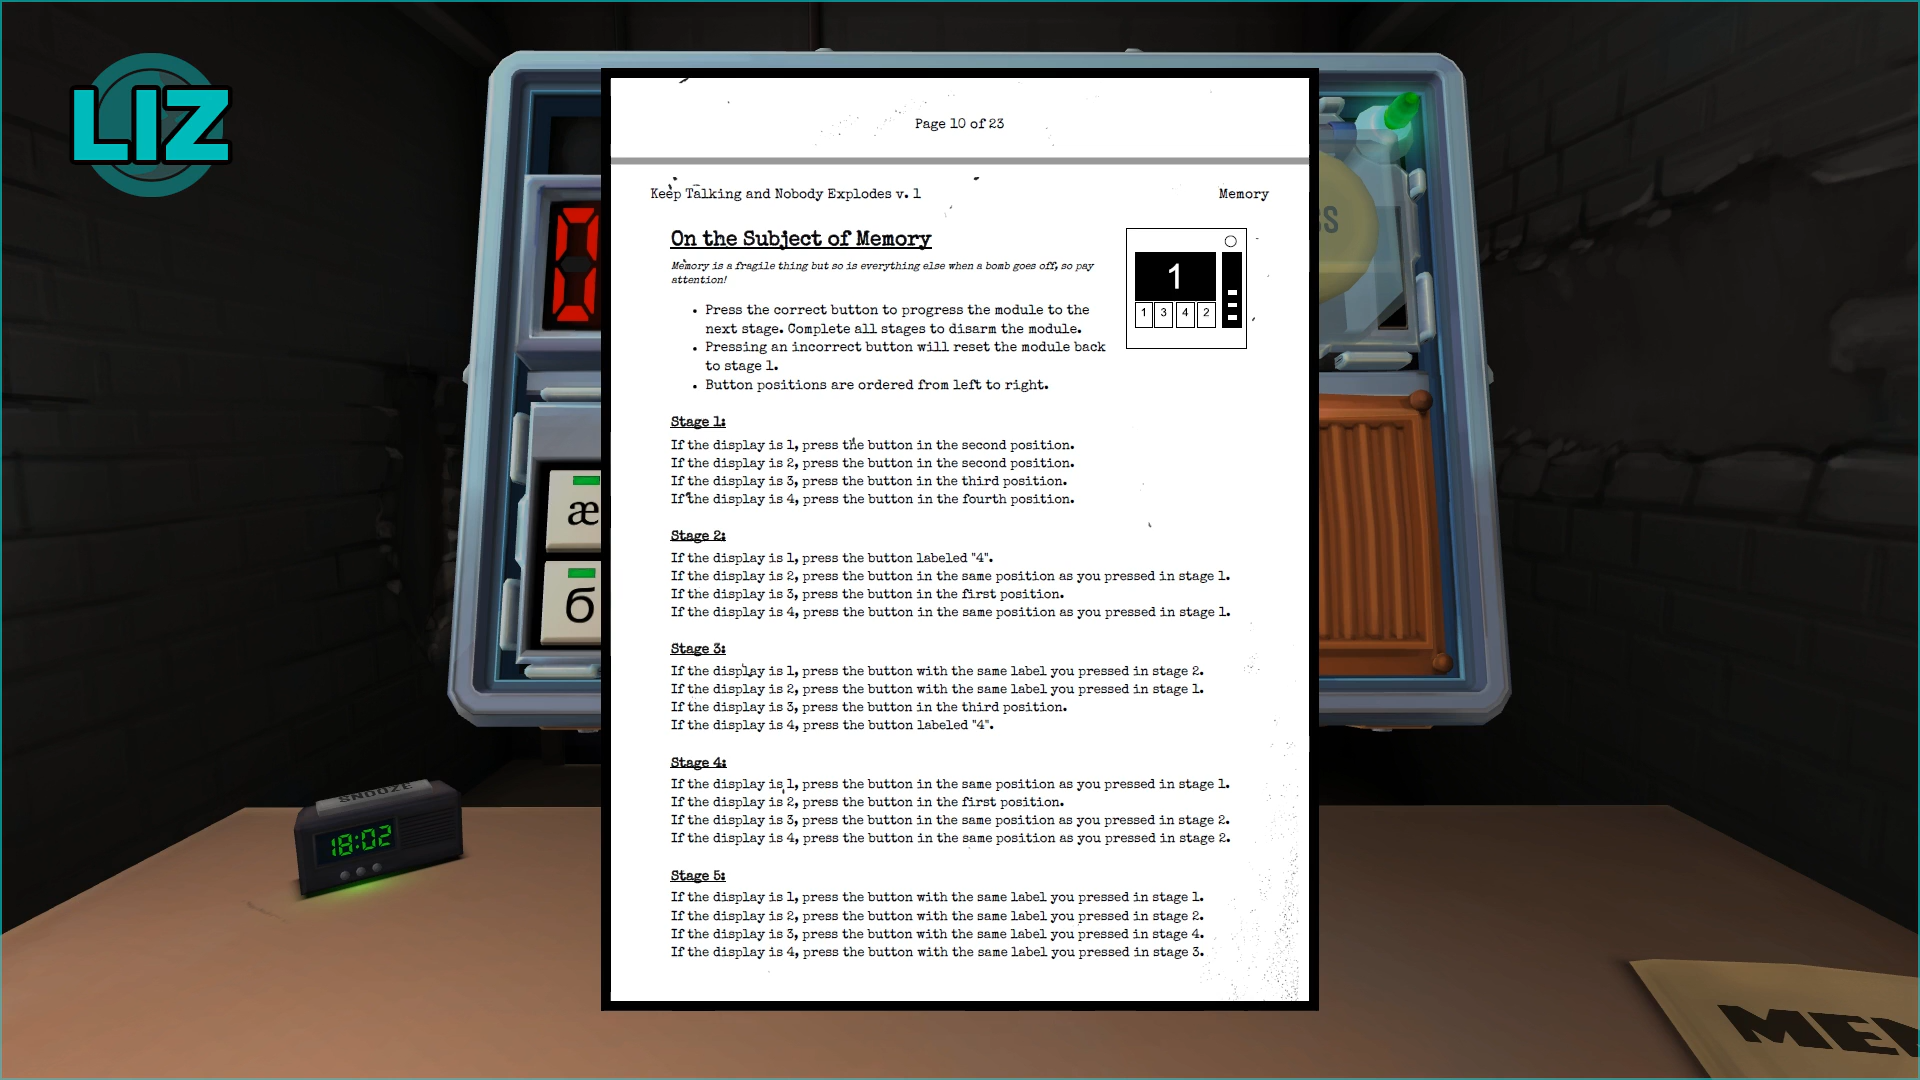 LIZ
Page 10 of 23
Keep Talking and Nobody Explodes v. 1
Memory
On the Subject of Memory
Memory is a fragile thing but so is everything else when a bomb goes off, so pay
attention!
1
1 3 4 2
• Press the correct button to progress the module to the
next stage. Complete all stages to disarm the module.
• Pressing an incorrect button will reset the module back
to stage 1.
• Button positions are ordered from left to right.
Stage 1:
If the display is 1, press the button in the second position.
If the display is 2, press the button in the second position.
If the display is 3, press the button in the third position.
If the display is 4, press the button in the fourth position.
Stage 2:
If the display is 1, press the button labeled "4".
If the display is 2, press the button in the same position as you pressed in stage 1.
If the display is 3, press the button in the first position.
If the display is 4, press the button in the same position as you pressed in stage 1.
Stage 3:
If the display is 1, press the button with the same label you pressed in stage 2.
If the display is 2, press the button with the same label you pressed in stage 1.
If the display is 3, press the button in the third position.
If the display is 4, press the button labeled "4".
Stage 4:
If the display is 1, press the button in the same position as you pressed in stage 1.
If the display is 2, press the button in the first position.
If the display is 3, press the button in the same position as you pressed in stage 2.
If the display is 4, press the button in the same position as you pressed in stage 2.
Stage 5:
If the display is 1, press the button with the same label you pressed in stage 1.
If the display is 2, press the button with the same label you pressed in stage 2.
If the display is 3, press the button with the same label you pressed in stage 4.
If the display is 4, press the button with the same label you pressed in stage 3.
0
æ
б
SNOOZE
18:02